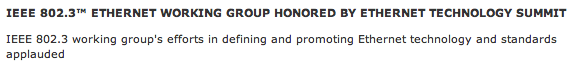 IEEE 802.3™ ETHERNET WORKING GROUP HONORED BY ETHERNET TECHNOLOGY SUMMIT
IEEE 802.3 working group's efforts in defining and promoting Ethernet technology and standards
applauded